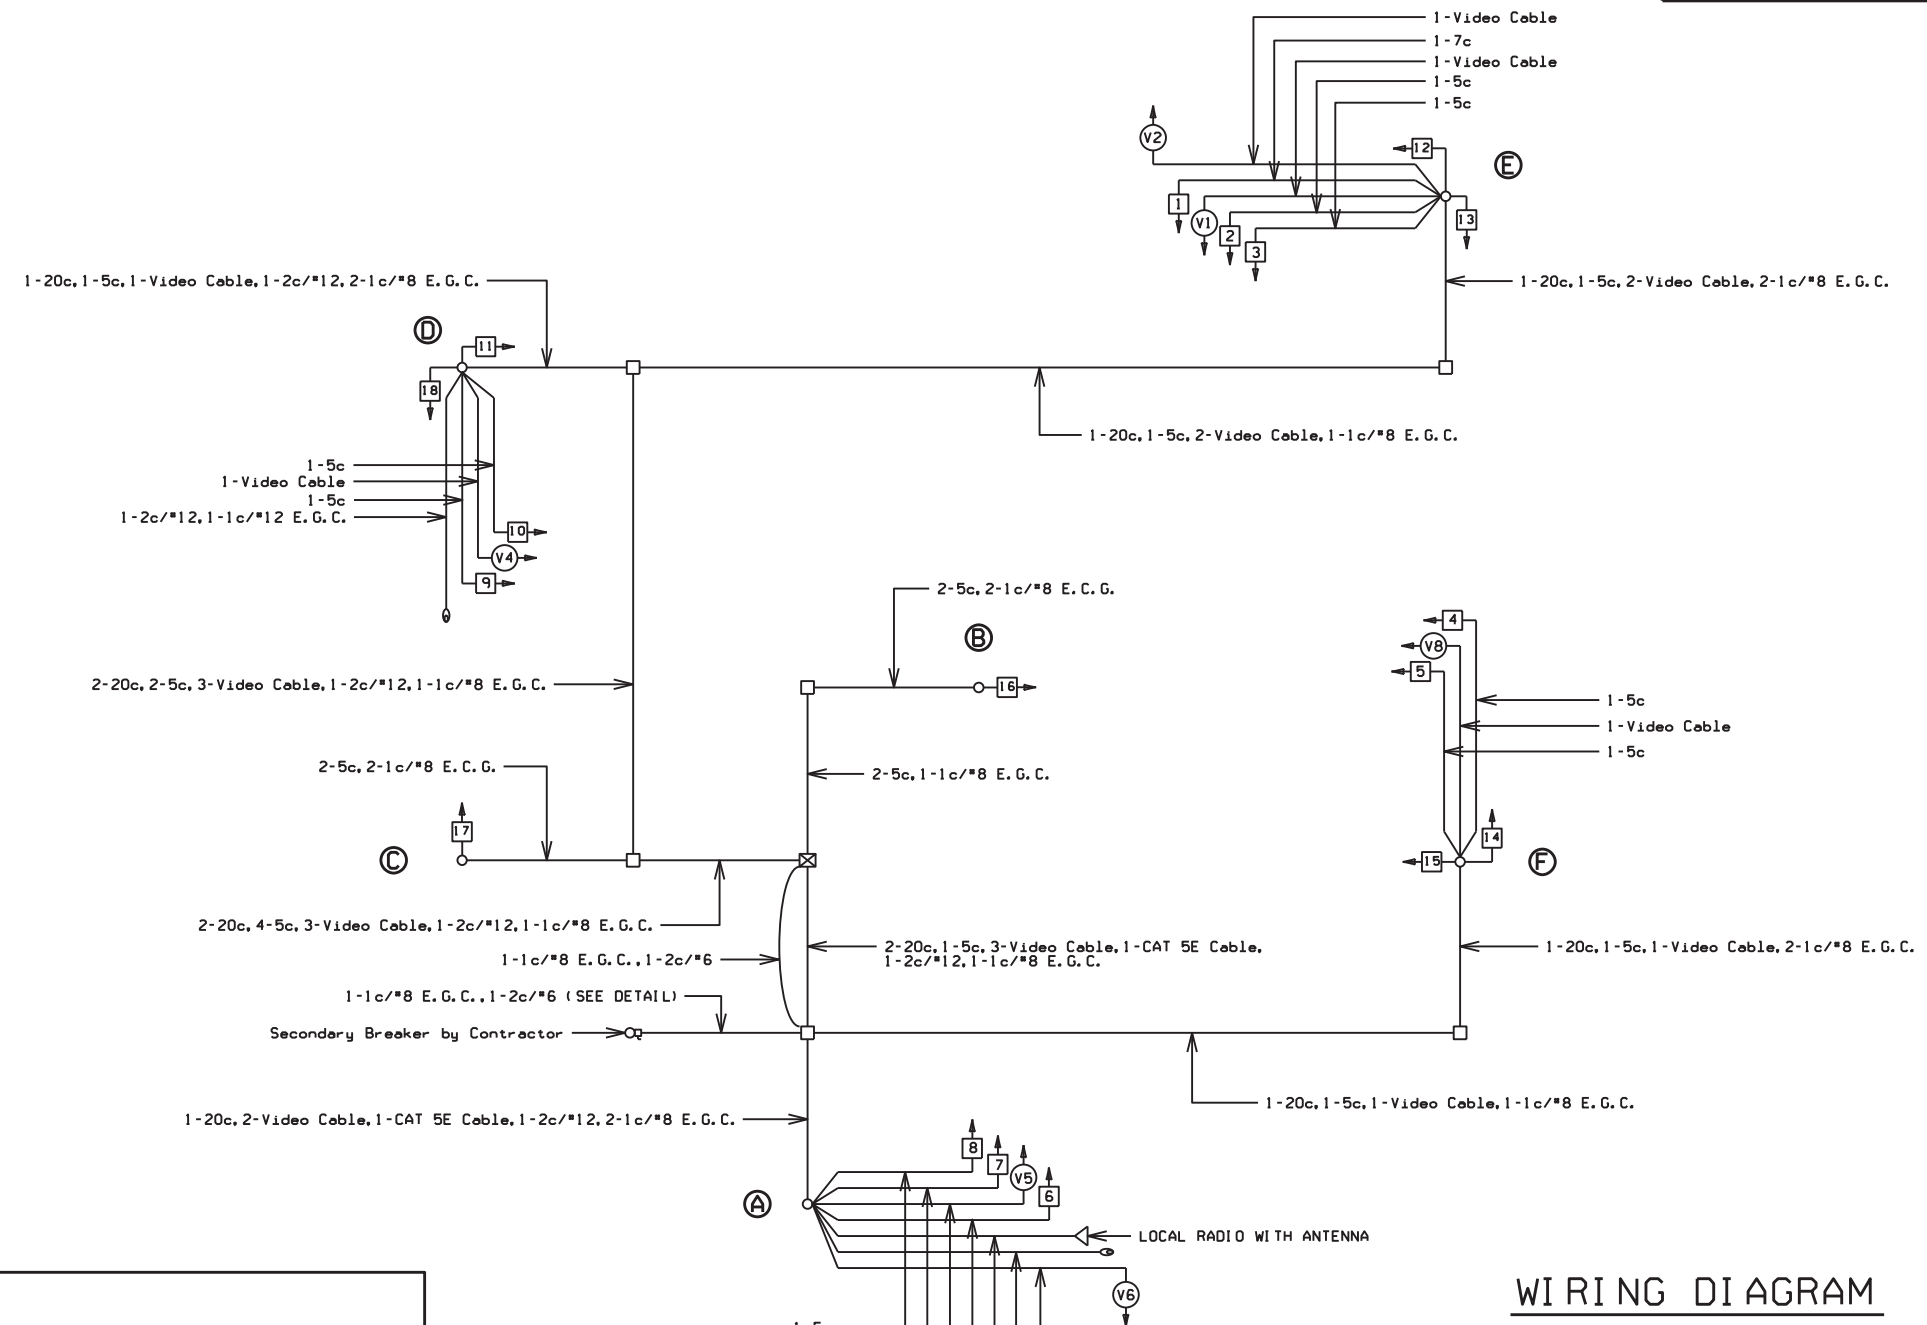 1-Video Cable
1-7c
1-Video Cable
1-5c
1-5c
V2
12
E
1
V1
2
3
13
1-20c,1-5c,1-Video Cable,1-2c/#12,2-1c/#8 E.G.C.
1-20c,1-5c,2-Video Cable,2-1c/#8 E.G.C.
D
11
18
1-20c,1-5c,2-Video Cable,1-1c/#8 E.G.C.
1-5c
1-Video Cable
1-5c
1-2c/#12,1-1c/#12 E.G.C.
10
V4
9
2-5c,2-1c/#8 E.C.G.
B
4
V8
5
2-20c,2-5c,3-Video Cable,1-2c/#12,1-1c/#8 E.G.C.
16
1-5c
1-Video Cable
1-5c
2-5c,2-1c/#8 E.C.G.
2-5c,1-1c/#8 E.G.C.
17
C
14
15
F
2-20c,4-5c,3-Video Cable,1-2c/#12,1-1c/#8 E.G.C.
2-20c,1-5c,3-Video Cable,1-CAT 5E Cable,
1-2c/#12,1-1c/#8 E.G.C.
1-20c,1-5c,1-Video Cable,2-1c/#8 E.G.C.
1-1c/#8 E.G.C.,1-2c/#6
1-1c/#8 E.G.C.,1-2c/#6 (SEE DETAIL)
Secondary Breaker by Contractor
1-20c,1-5c,1-Video Cable,1-1c/#8 E.G.C.
1-20c,2-Video Cable,1-CAT 5E Cable,1-2c/#12,2-1c/#8 E.G.C.
8
7
V5
6
A
LOCAL RADIO WITH ANTENNA
V6
WIRING DIAGRAM